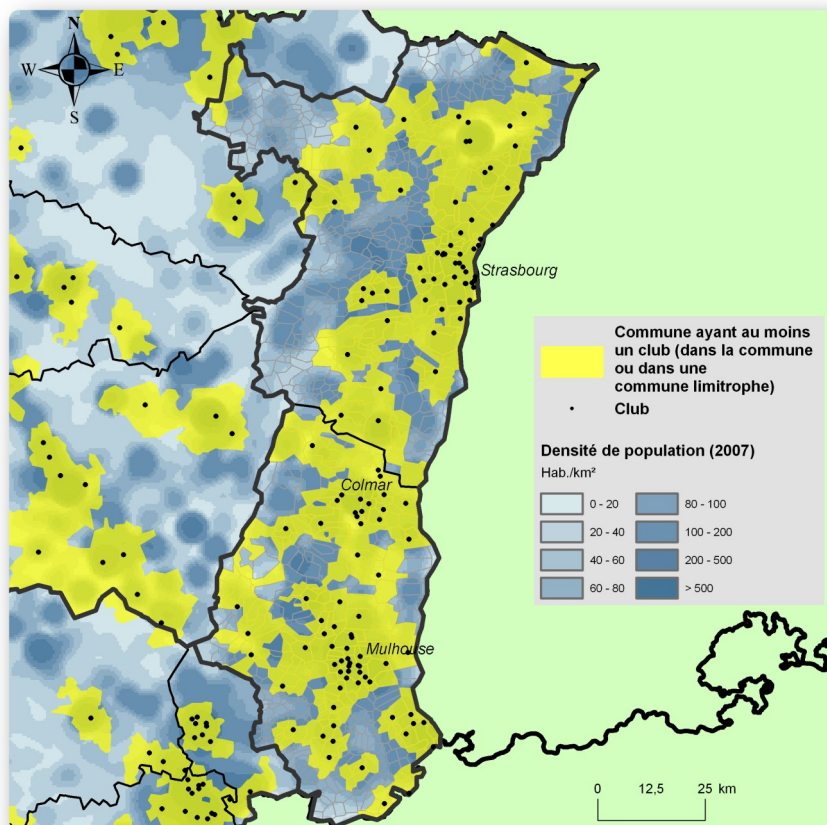 N
W E
S
Strasbourg
Commune ayant au moins
un club (dans la commune
ou dans une
commune limitrophe)
Club
Densité de population (2007)
Hab./km²
0 - 20 80 - 100
20 - 40 100 - 200
40 - 60 200 - 500
60 - 80 > 500
Colmar
Mulhouse
0 12,5 25 km